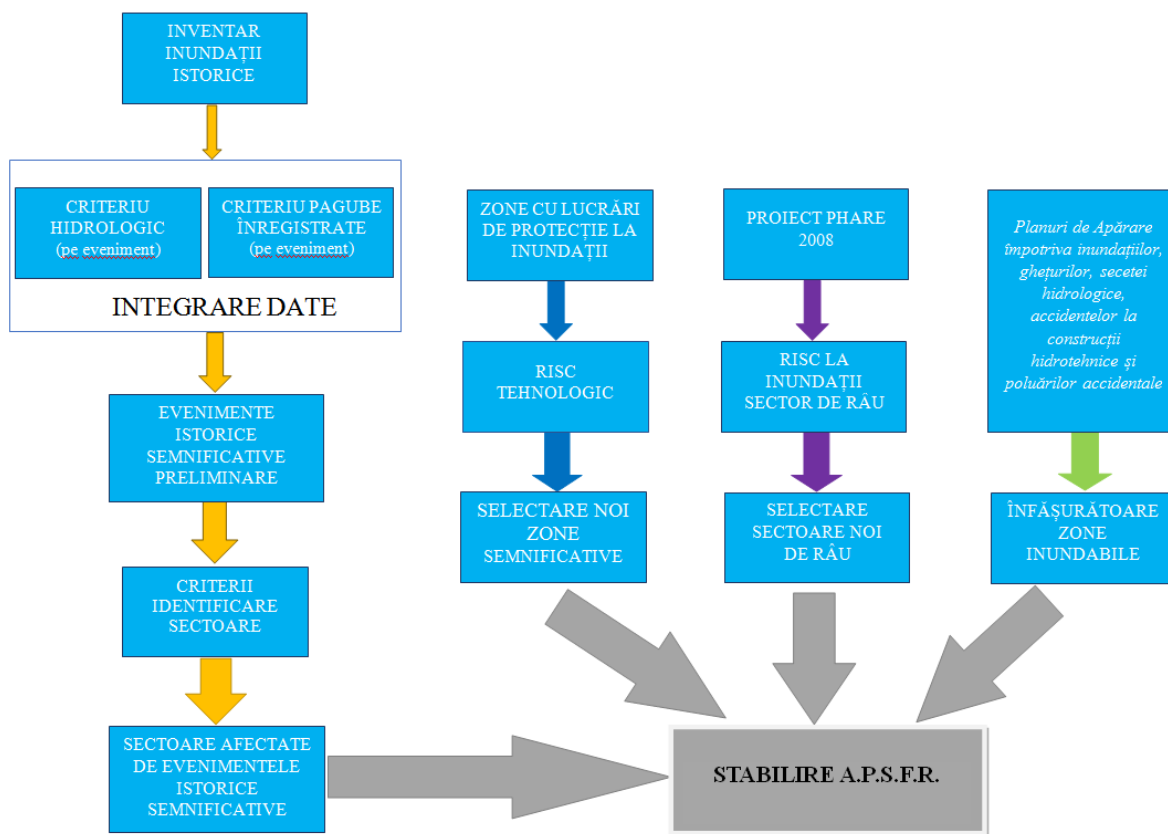 INVENTAR
INUNDAȚII
ISTORICE
CRITERIU
HIDROLOGIC
(pe eveniment)
CRITERIU PAGUBE
ÎNREGISTRATE
(pe eveniment)
INTEGRARE DATE
EVENIMENTE
ISTORICE
SEMNIFICATIVE
PRELIMINARE
CRITERII
IDENTIFICARE
SECTOARE
SECTOARE AFECTATE
DE EVENIMENTELE
ISTORICE
SEMNIFICATIVE
ZONE CU LUCRĂRI
DE PROTECȚIE LA
INUNDAȚII
RISC
TEHNOLOGIC
SELECTARE NOI
ZONE
SEMNIFICATIVE
PROIECT PHARE
2008
RISC LA
INUNDAȚII
SECTOR DE RÂU
SELECTARE
SECTOARE NOI
DE RÂU
Planuri de Apărare
împotriva inundațiilor,
ghețurilor, secetei
hidrologice,
accidentelor la
construcții
hidrotehnice și
poluărilor accidentale
ÎNFĂȘURĂTOARE
ZONE
INUNDABILE
STABILIRE A.P.S.F.R.